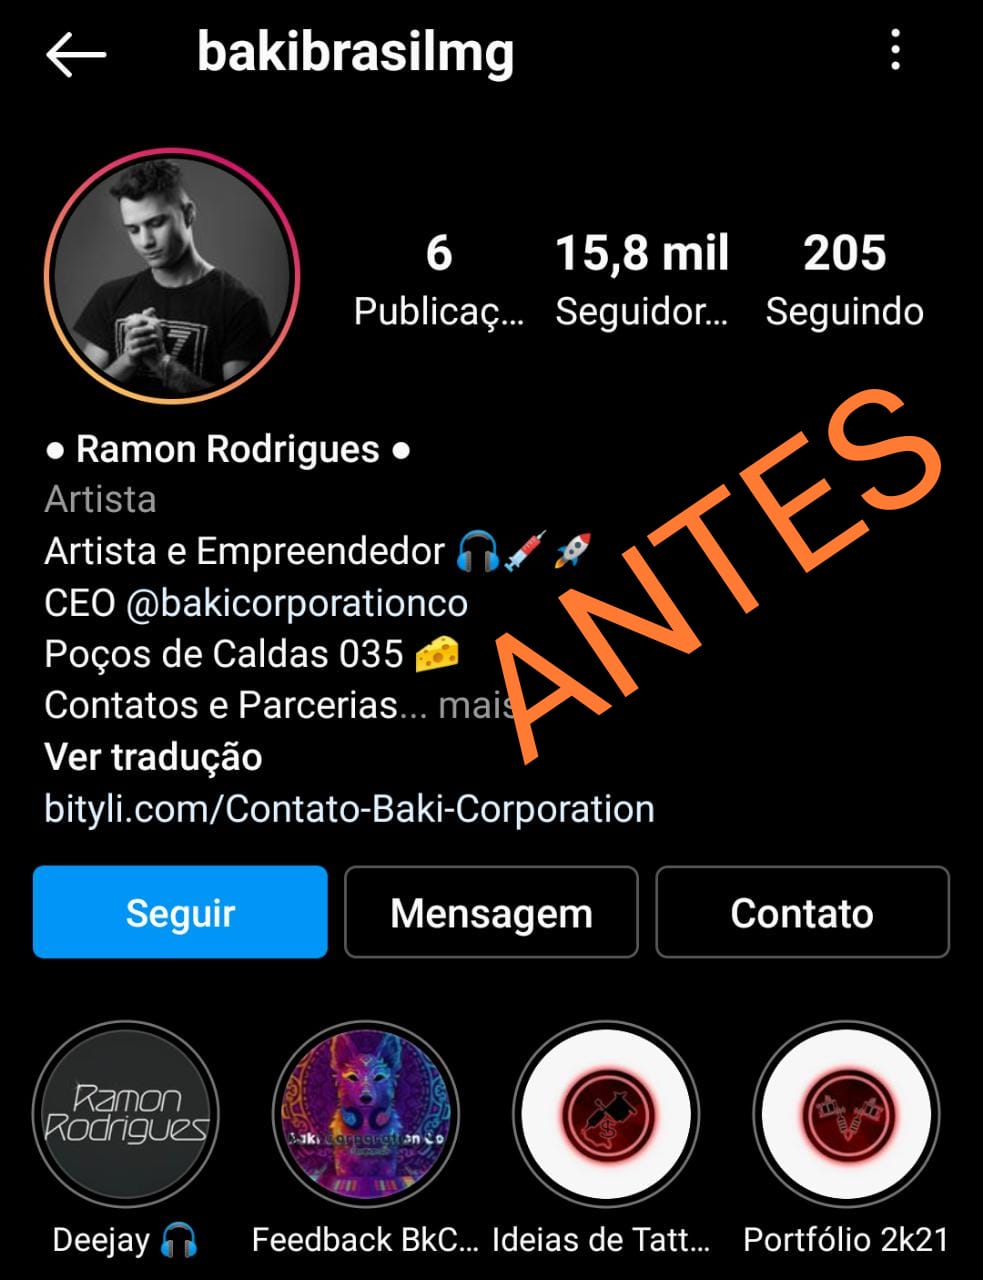 bakibrasilmg
6 15,8 mil 205
Publicaç... Seguidor... Seguindo
● Ramon Rodrigues ●
Artista
Artista e Empreendedor 🎧💉🚀
CEO @bakicorporationco
Poços de Caldas 035 🧀
Contatos e Parcerias... mais
Ver tradução
bityli.com/Contato-Baki-Corporation
ANTES
Seguir Mensagem Contato
Ramon
Rodrigues
Baki Corporation Co
Deejay 🎧 Feedback BkC... Ideias de Tatt... Portfólio 2k21